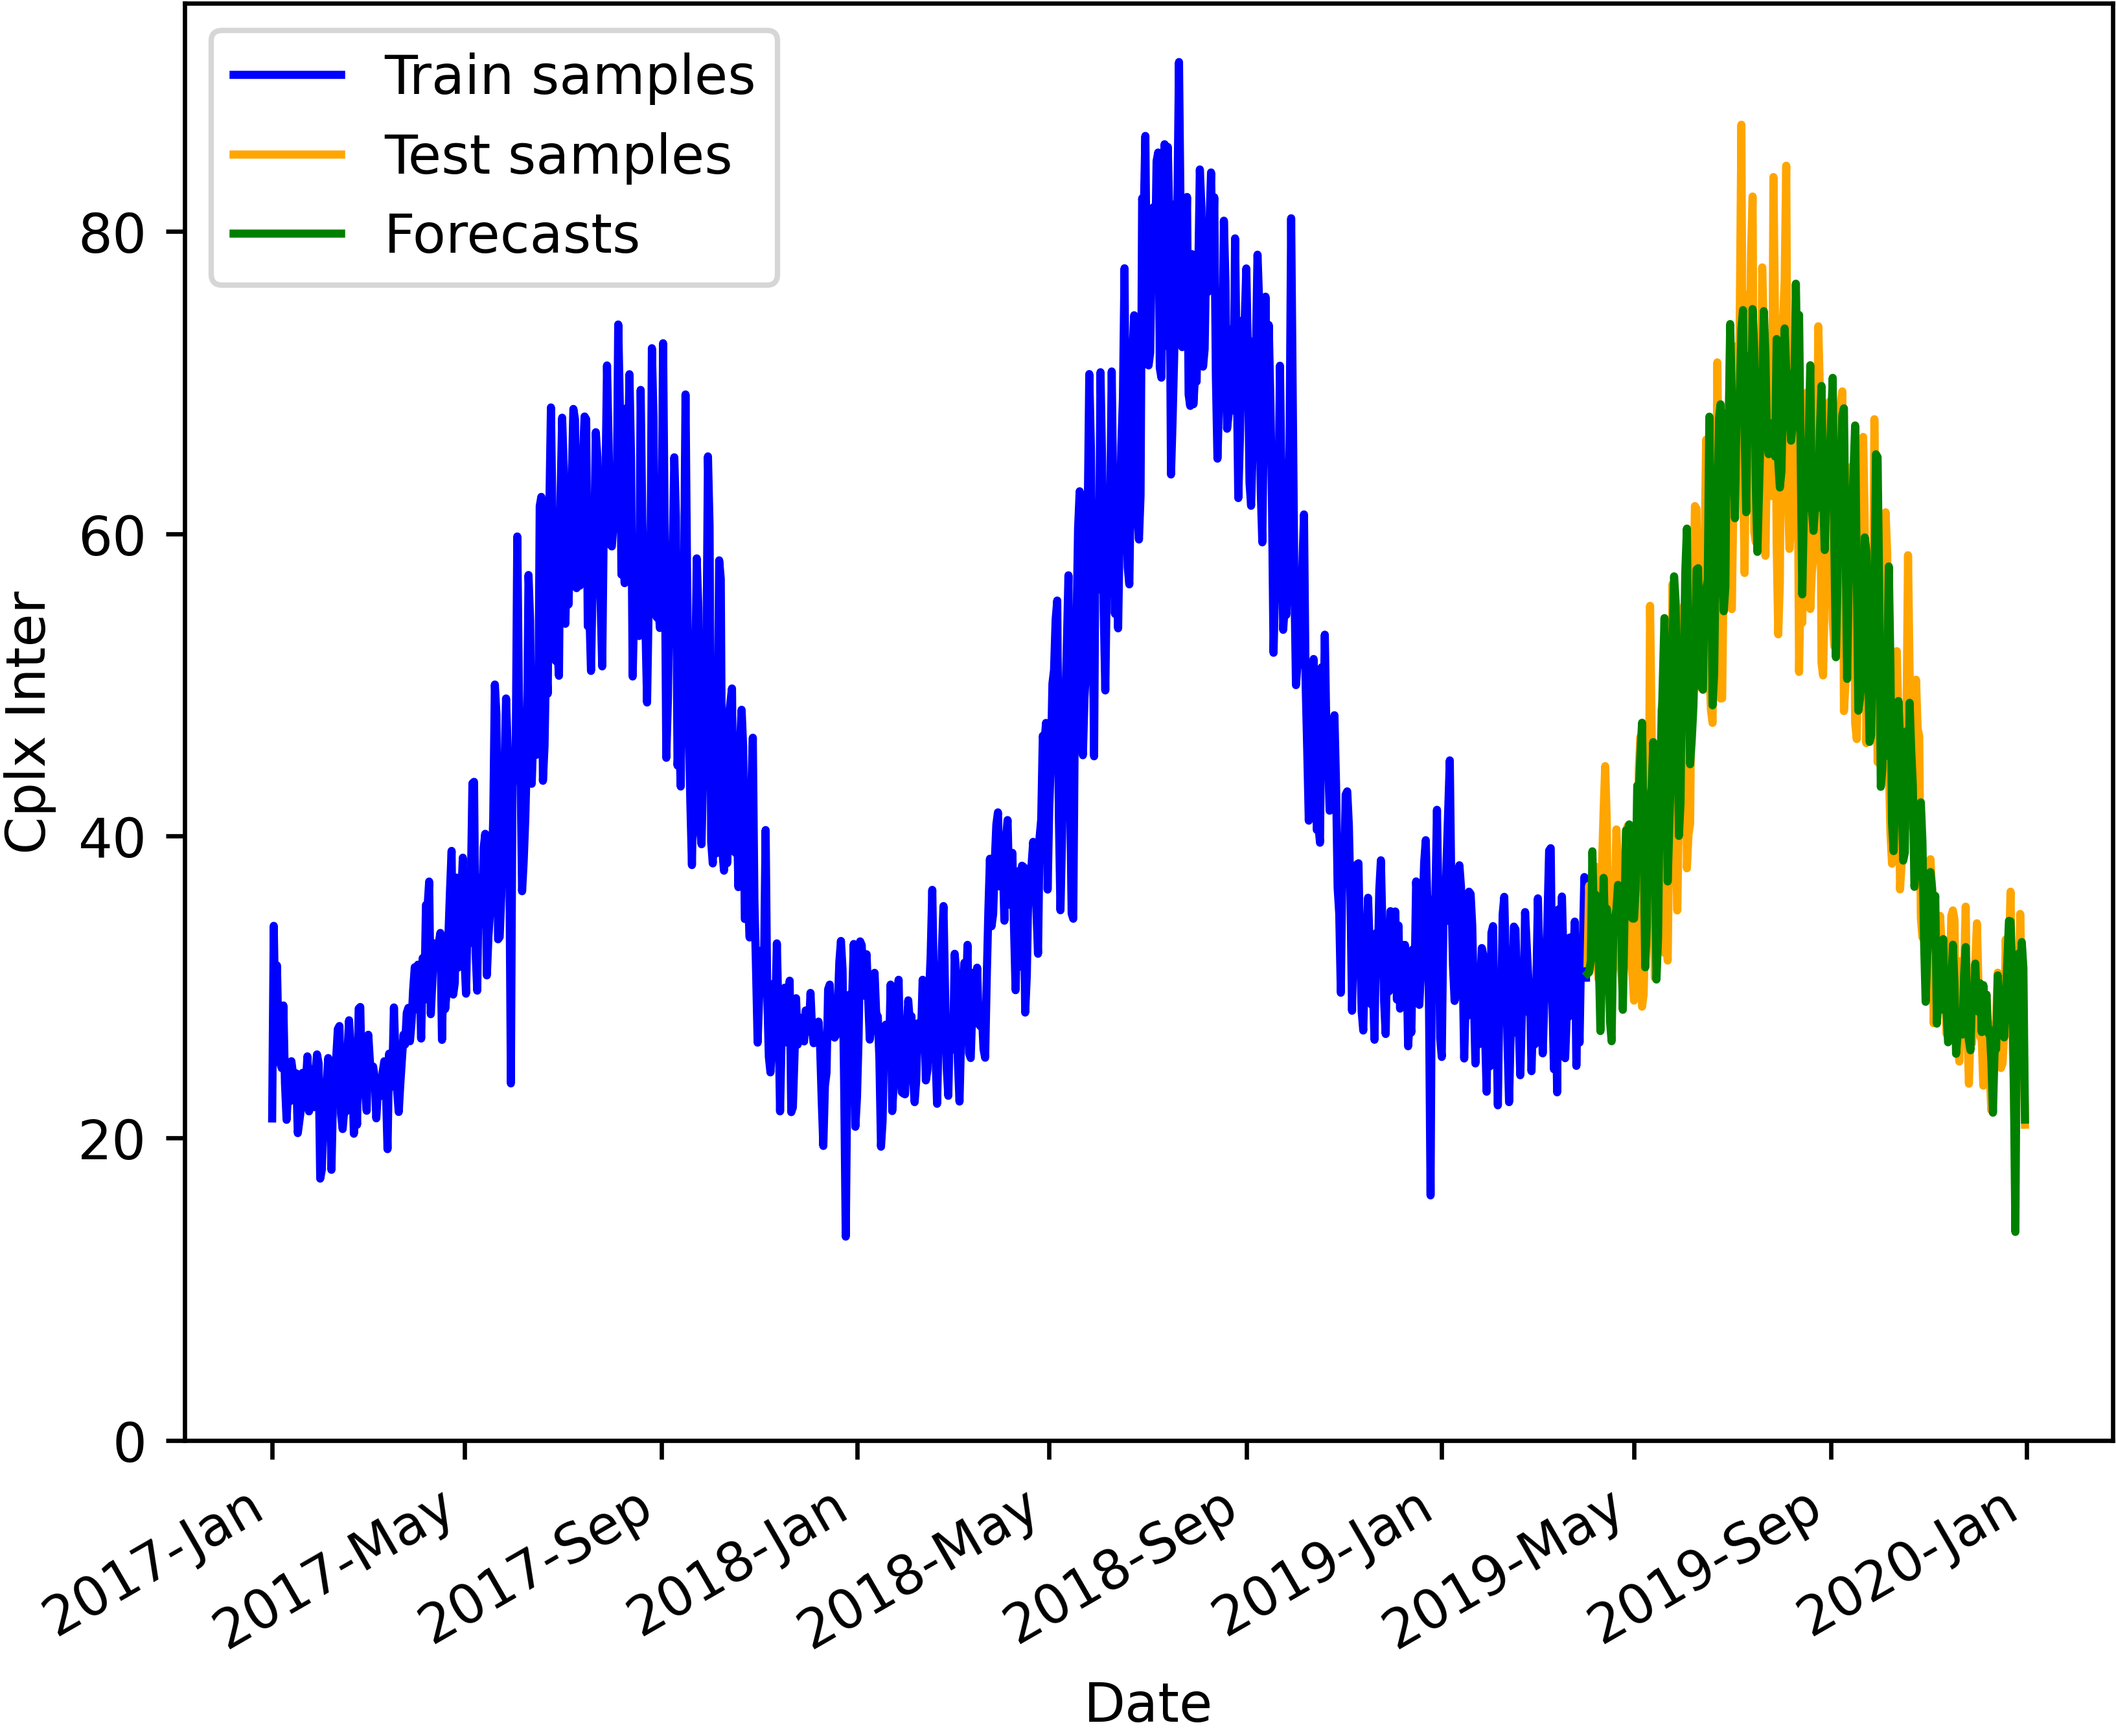 Train samples
Test samples
Forecasts
80
60
40
20
0
Cplx Inter
2017-Jan
2017-May
2017-Sep
2018-Jan
2018-May
2018-Sep
2019-Jan
2019-May
2019-Sep
2020-Jan
Date